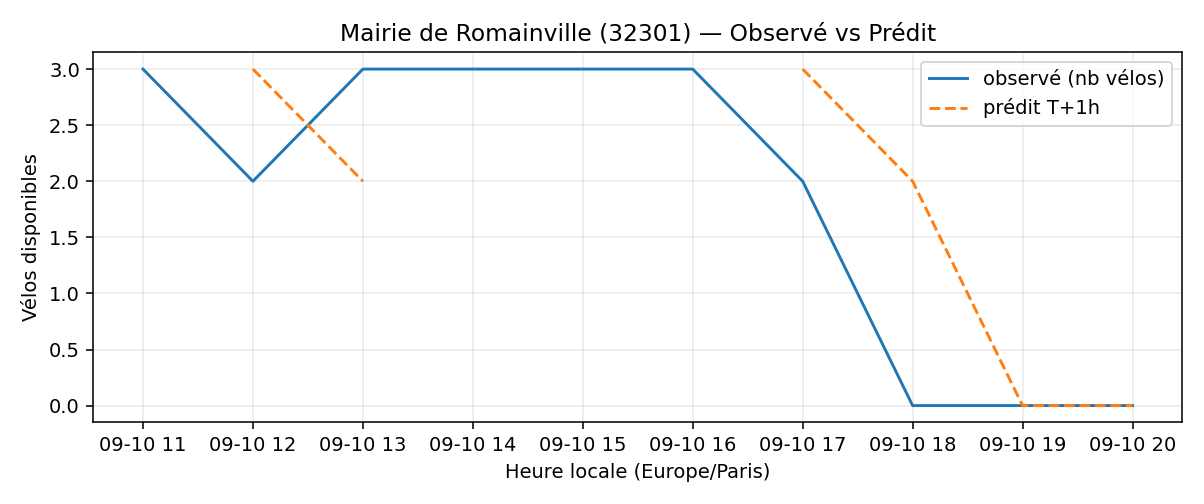 Mairie de Romainville (32301) — Observé vs Prédit
observé (nb vélos)
prédit T+1h
Vélos disponibles
3.0
2.5
2.0
1.5
1.0
0.5
0.0
09-10 11 09-10 12 09-10 13 09-10 14 09-10 15 09-10 16 09-10 17 09-10 18 09-10 19 09-10 20
Heure locale (Europe/Paris)